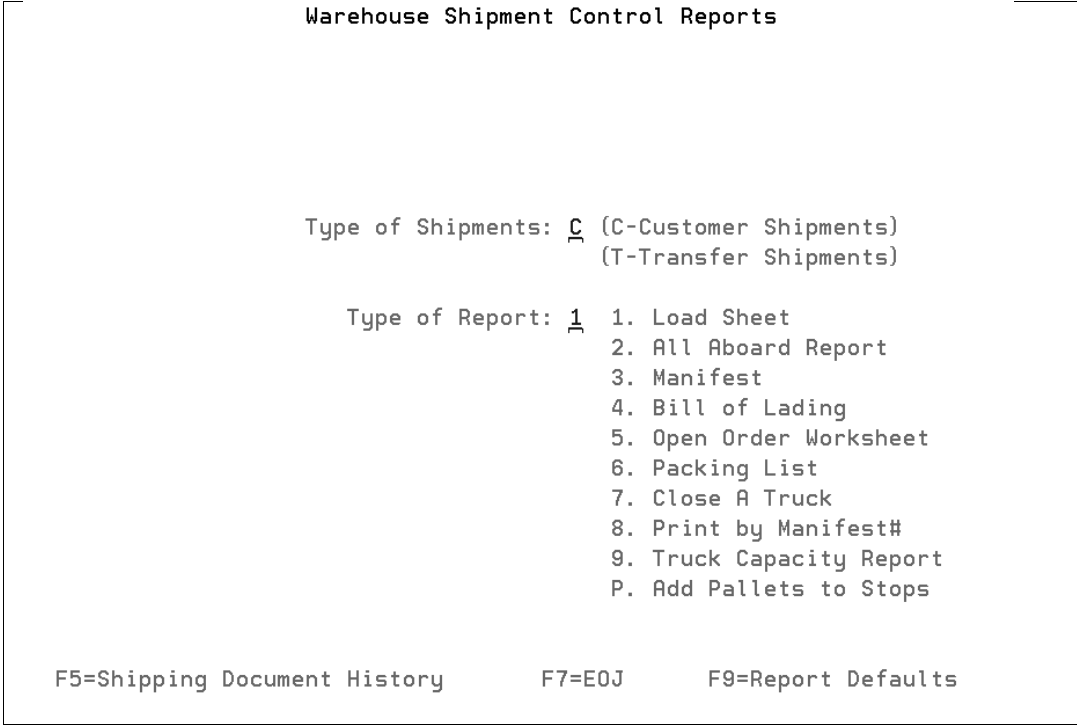 Warehouse Shipment Control Reports
Type of Shipments: C (C-Customer Shipments)
(T-Transfer Shipments)
Type of Report: 1 1. Load Sheet
2. All Aboard Report
3. Manifest
4. Bill of Lading
5. Open Order Worksheet
6. Packing List
7. Close A Truck
8. Print by Manifest#
9. Truck Capacity Report
P. Add Pallets to Stops
F5=Shipping Document History F7=EOJ F9=Report Defaults